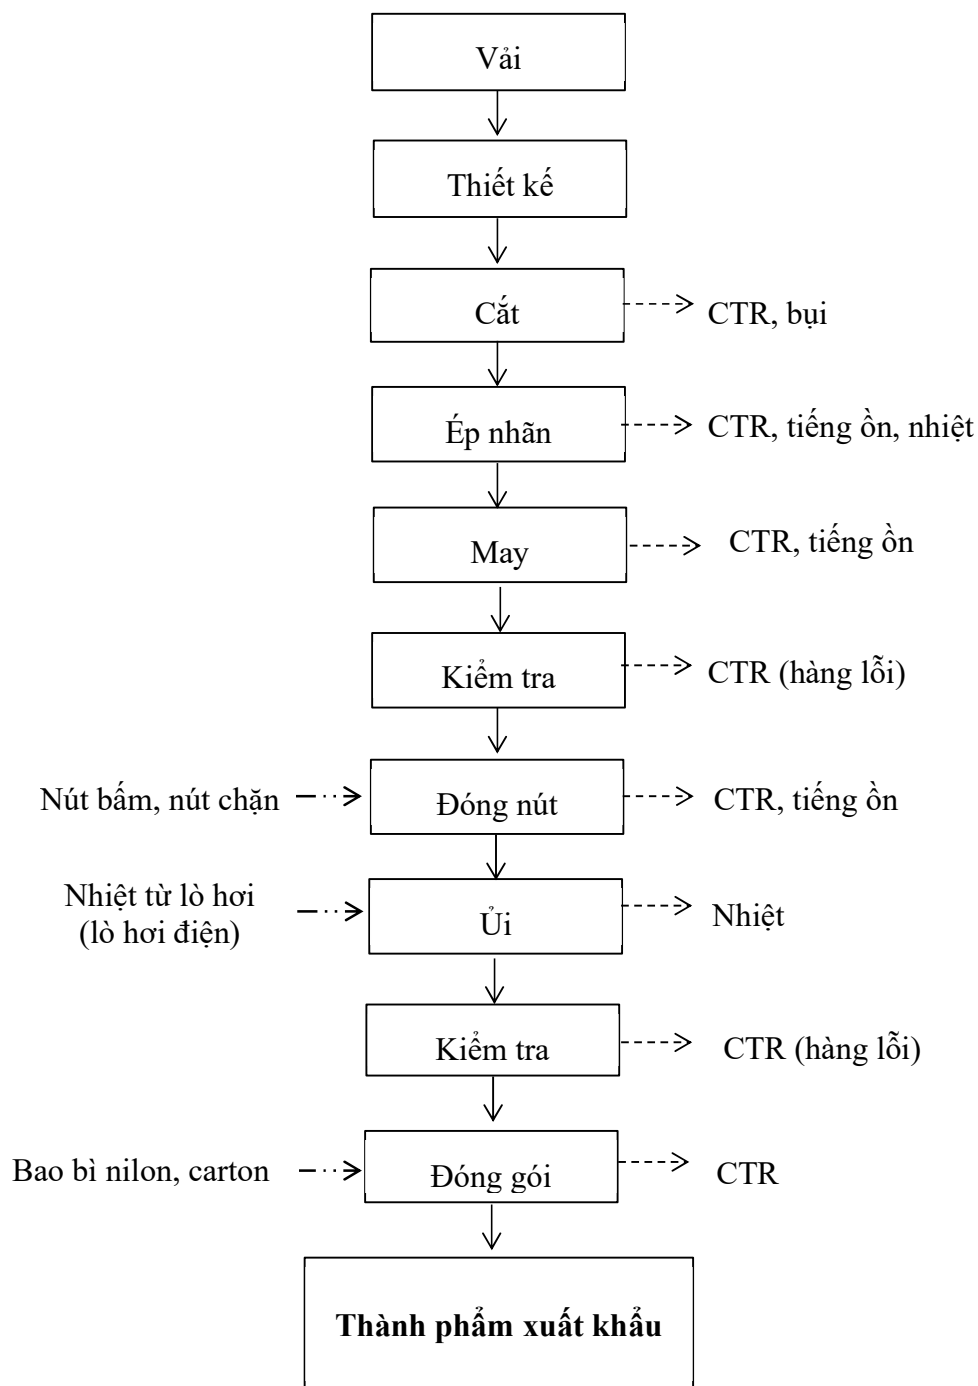 Vải
Thiết kế
Cắt
CTR, bụi
Ép nhãn
CTR, tiếng ồn, nhiệt
May
CTR, tiếng ồn
Kiểm tra
CTR (hàng lỗi)
Nút bấm, nút chặn
Đóng nút
CTR, tiếng ồn
Nhiệt từ lò hơi
(lò hơi điện)
Ủi
Nhiệt
Kiểm tra
CTR (hàng lỗi)
Bao bì nilon, carton
Đóng gói
CTR
Thành phẩm xuất khẩu